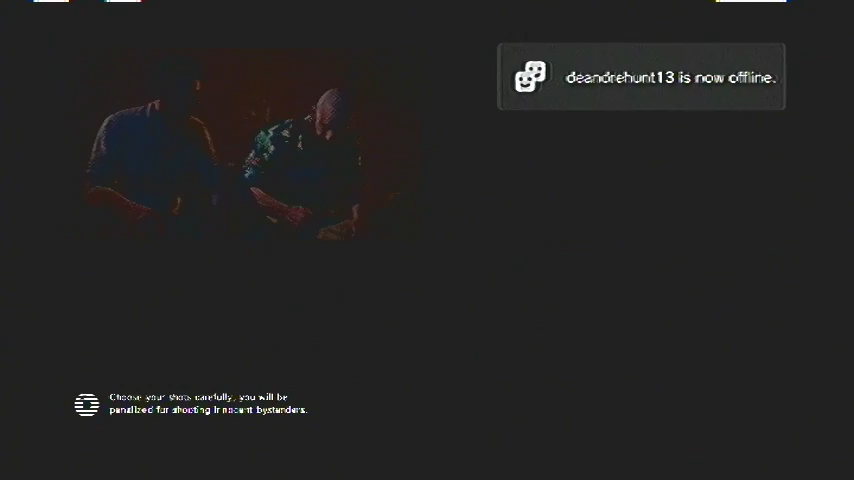 deandrehunt13 is now offline.
Choose your shots carefully, you will be
penalized for shooting innocent bystanders.